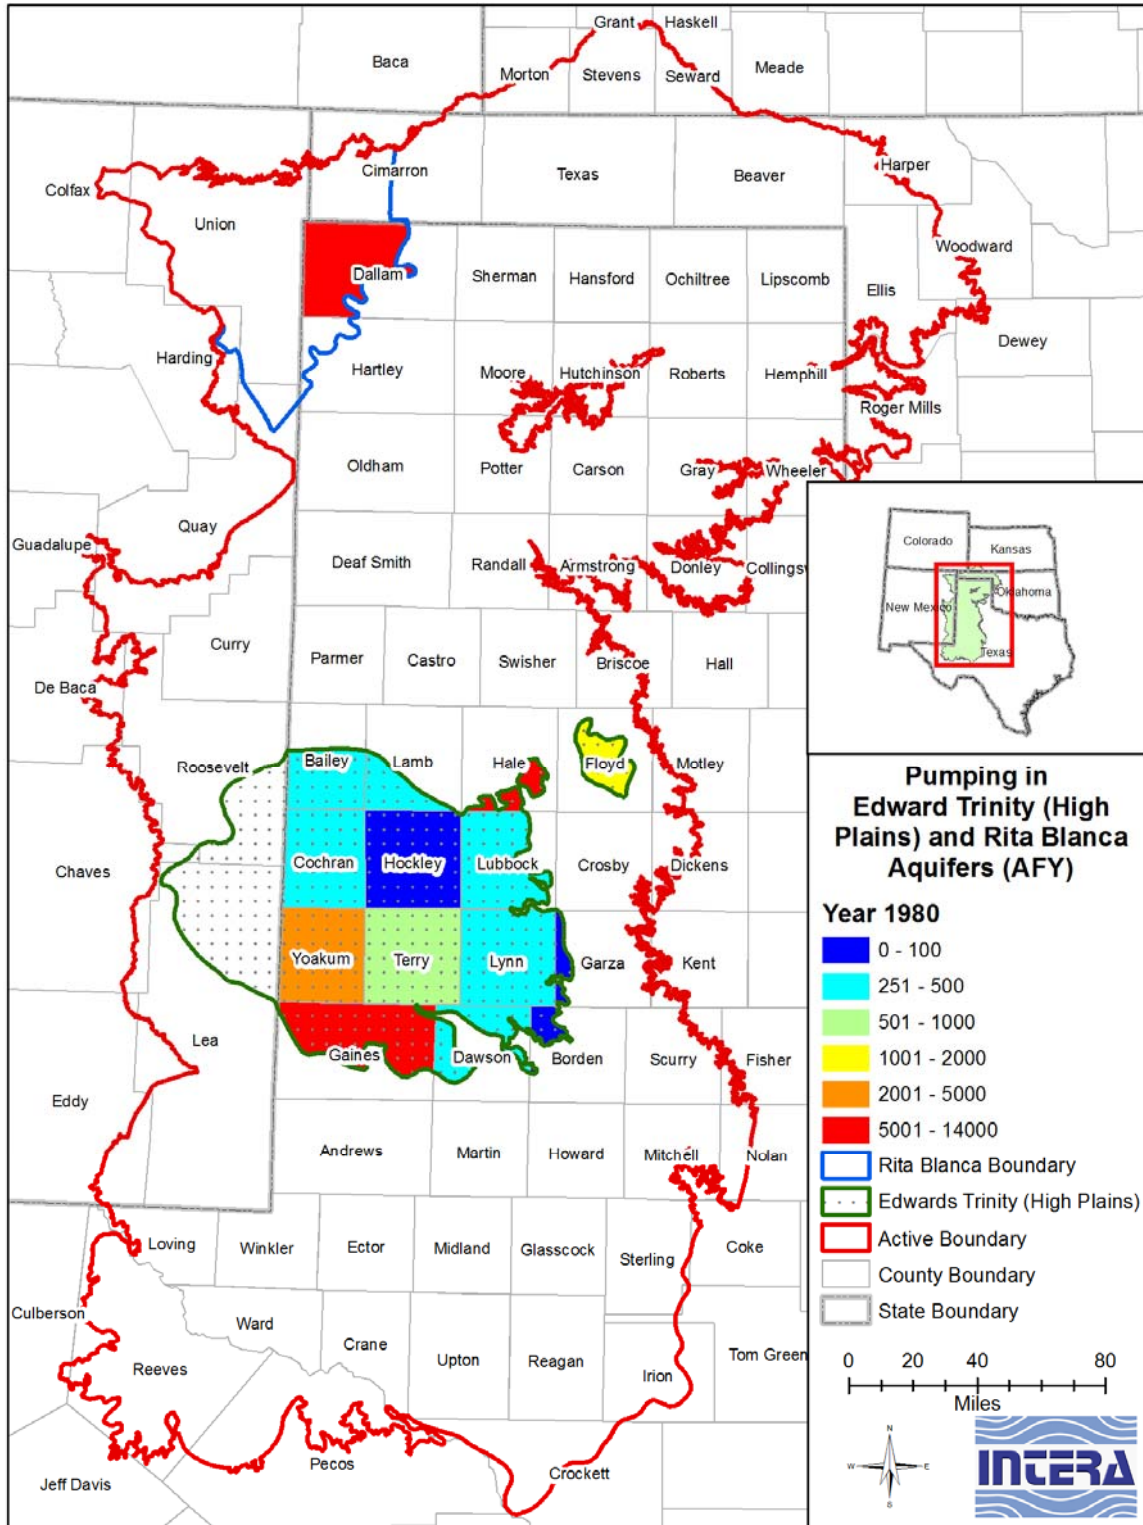 Grant
Haskell
Baca
Morton
Stevens
Seward
Meade
Colfax
Cimarron
Texas
Beaver
Harper
Union
Woodward
Dallam
Sherman
Hansford
Ochiltree
Lipscomb
Ellis
Dewey
Harding
Hartley
Moore
Hutchinson
Roberts
Hemphill
Roger Mills
Oldham
Potter
Carson
Gray
Wheeler
Quay
Guadalupe
Deaf Smith
Randall
Armstrong
Donley
Collingsw
Curry
Parmer
Castro
Swisher
Briscoe
Hall
De Baca
Roosevelt
Bailey
Lamb
Hale
Floyd
Motley
Chaves
Cochran
Hockley
Lubbock
Crosby
Dickens
Yoakum
Terry
Lynn
Garza
Kent
Lea
Gaines
Dawson
Borden
Scurry
Fisher
Eddy
Andrews
Martin
Howard
Mitchell
Nolan
Loving
Winkler
Ector
Midland
Glasscock
Sterling
Coke
Culberson
Ward
Crane
Reeves
Upton
Reagan
Irion
Tom Green
Pecos
Crockett
Jeff Davis
Colorado
Kansas
New Mexico
Oklahoma
Texas
Pumping in
Edward Trinity (High
Plains) and Rita Blanca
Aquifers (AFY)
Year 1980
0 - 100
251 - 500
501 - 1000
1001 - 2000
2001 - 5000
5001 - 14000
Rita Blanca Boundary
Edwards Trinity (High Plains)
Active Boundary
County Boundary
State Boundary
0 20 40 80
Miles
N
W E
S
INTERA